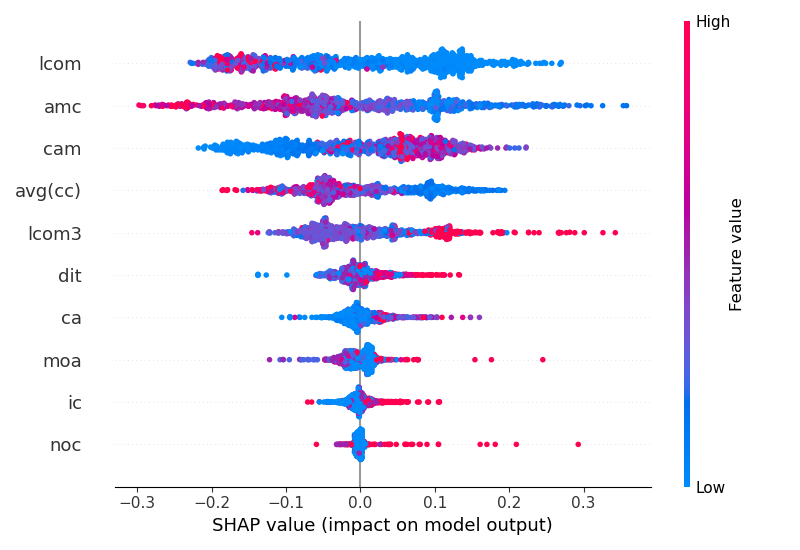 High
lcom
amc
cam
avg(cc)
lcom3
dit
ca
moa
ic
noc
Feature value
Low
−0.3 −0.2 −0.1 0.0 0.1 0.2 0.3
SHAP value (impact on model output)